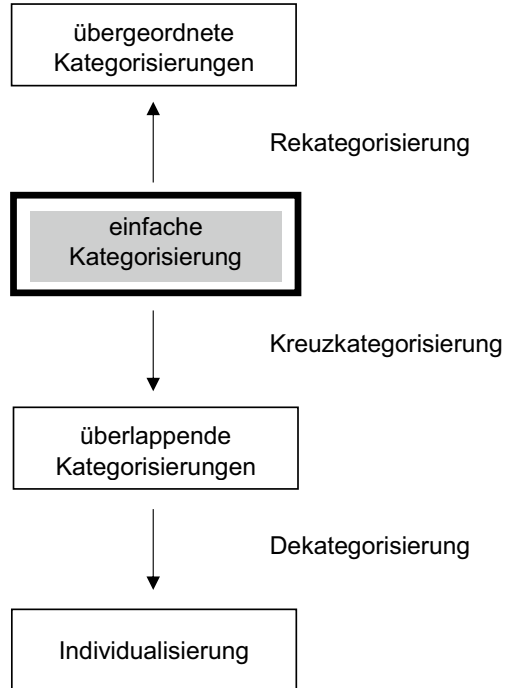 übergeordnete
Kategorisierungen
Rekategorisierung
einfache
Kategorisierung
Kreuzkategorisierung
überlappende
Kategorisierungen
Dekategorisierung
Individualisierung